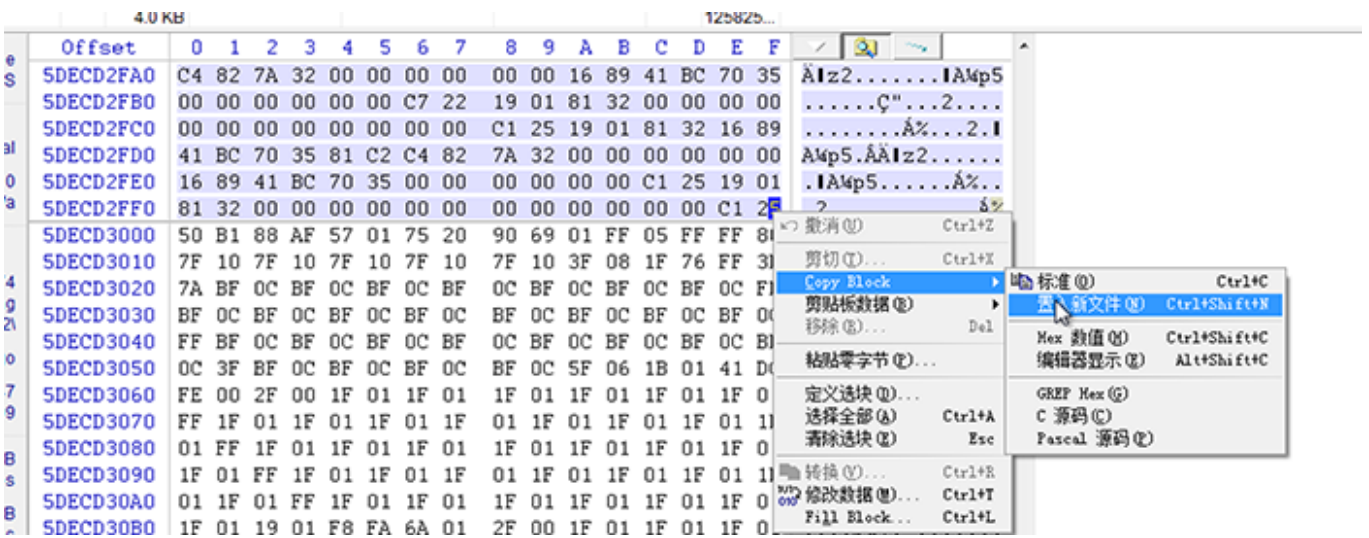 4.0 KB 125825...
Offset 0 1 2 3 4 5 6 7 8 9 A B C D E F
5DECD2FA0 C4 82 7A 32 00 00 00 00 00 00 16 89 41 BC 70 35
5DECD2FB0 00 00 00 00 00 00 C7 22 19 01 81 32 00 00 00 00
5DECD2FC0 00 00 00 00 00 00 00 00 C1 25 19 01 81 32 16 89
5DECD2FD0 41 BC 70 35 81 C2 C4 82 7A 32 00 00 00 00 00 00
5DECD2FE0 16 89 41 BC 70 35 00 00 00 00 00 00 C1 25 19 01
5DECD2FF0 81 32 00 00 00 00 00 00 00 00 00 00 00 00 C1 25
5DECD3000 50 B1 88 AF 57 01 75 20 90 69 01 FF 05 FF FF
5DECD3010 7F 10 7F 10 7F 10 7F 10 7F 10 3F 08 1F 76 FF
5DECD3020 7A BF 0C BF 0C BF 0C BF 0C BF 0C BF 0C BF 0C
5DECD3030 BF 0C BF 0C BF 0C BF 0C BF 0C BF 0C BF 0C BF
5DECD3040 FF BF 0C BF 0C BF 0C BF 0C BF 0C BF 0C BF 0C
5DECD3050 0C 3F BF 0C BF 0C BF 0C BF 0C 5F 06 1B 01 41
5DECD3060 FE 00 2F 00 1F 01 1F 01 1F 01 1F 01 1F 01 1F
5DECD3070 FF 1F 01 1F 01 1F 01 1F 01 1F 01 1F 01 1F 01
5DECD3080 01 FF 1F 01 1F 01 1F 01 1F 01 1F 01 1F 01 1F
5DECD3090 1F 01 FF 1F 01 1F 01 1F 01 1F 01 1F 01 1F 01
5DECD30A0 01 1F 01 FF 1F 01 1F 01 1F 01 1F 01 1F 01 1F
5DECD30B0 1F 01 19 01 F8 FA 6A 01 2F 00 1F 01 1F 01 1F
撤消(U) Ctrl+Z
剪切(T)... Ctrl+X
Copy Block
剪贴板数据(B)
移除(R)... Del
粘贴零字节(P)...
定义选块(D)...
选择全部(A) Ctrl+A
清除选块(E) Esc
转换(V)... Ctrl+R
修改数据(M)... Ctrl+T
Fill Block... Ctrl+L
标准(O) Ctrl+C
新文件(N) Ctrl+Shift+N
Hex 数值(H) Ctrl+Shift+C
编辑器显示(E) Alt+Shift+C
GREP Hex(G)
C 源码(C)
Pascal 源码(P)